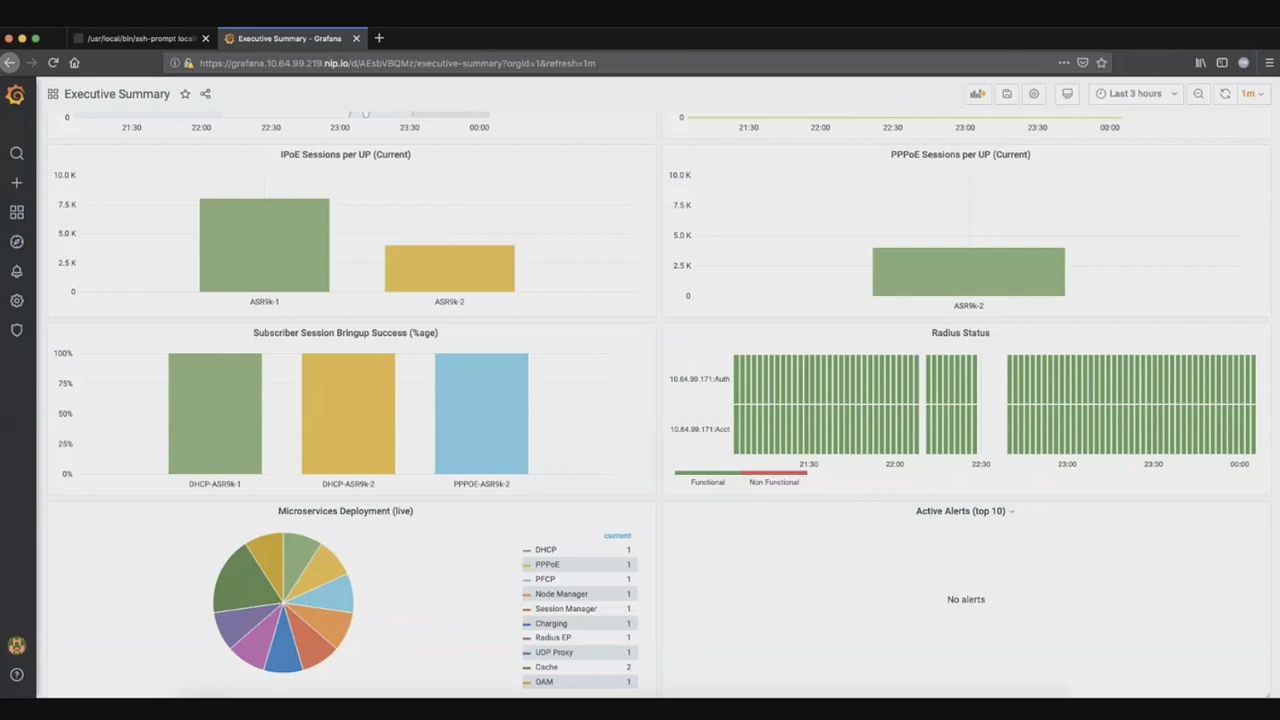 /usr/local/bin/ssh-prompt locali
Executive Summary - Grafana
https://grafana.10.64.99.219.nip.io/d/AEsbVBQMz/executive-summary?orgId=1&refresh=1m
Executive Summary
Last 3 hours
1m
0
21:30 22:00 22:30 23:00 23:30 00:00
0
21:30 22:00 22:30 23:00 23:30 00:00
IPoE Sessions per UP (Current)
10.0 K
7.5 K
5.0 K
2.5 K
0
ASR9k-1 ASR9k-2
PPPoE Sessions per UP (Current)
10.0 K
7.5 K
5.0 K
2.5 K
0
ASR9k-2
Subscriber Session Bringup Success (%age)
100%
75%
50%
25%
0%
DHCP-ASR9k-1 DHCP-ASR9k-2 PPPOE-ASR9k-2
Radius Status
10.64.99.171:Auth
10.64.99.171:Acct
21:30 22:00 22:30 23:00 23:30 00:00
Functional Non Functional
Microservices Deployment (live)
current
DHCP 1
PPPoE 1
PFCP 1
Node Manager 1
Session Manager 1
Charging 1
Radius EP 1
UDP Proxy 1
Cache 2
OAM 1
Active Alerts (top 10)
No alerts